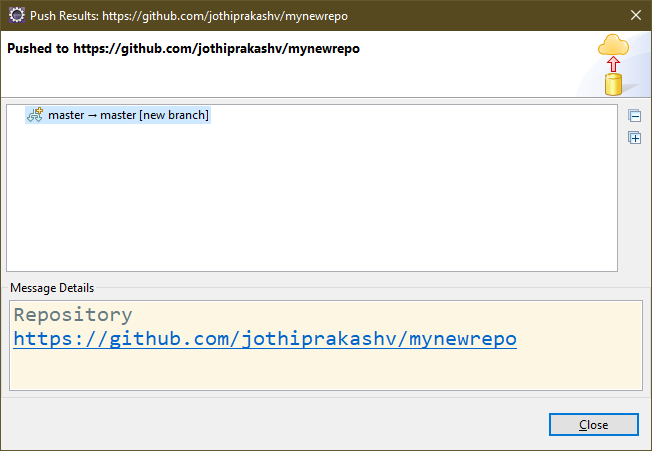 Push Results: https://github.com/jothiprakashv/mynewrepo
Pushed to https://github.com/jothiprakashv/mynewrepo
master → master [new branch]
Message Details
Repository
https://github.com/jothiprakashv/mynewrepo
Close